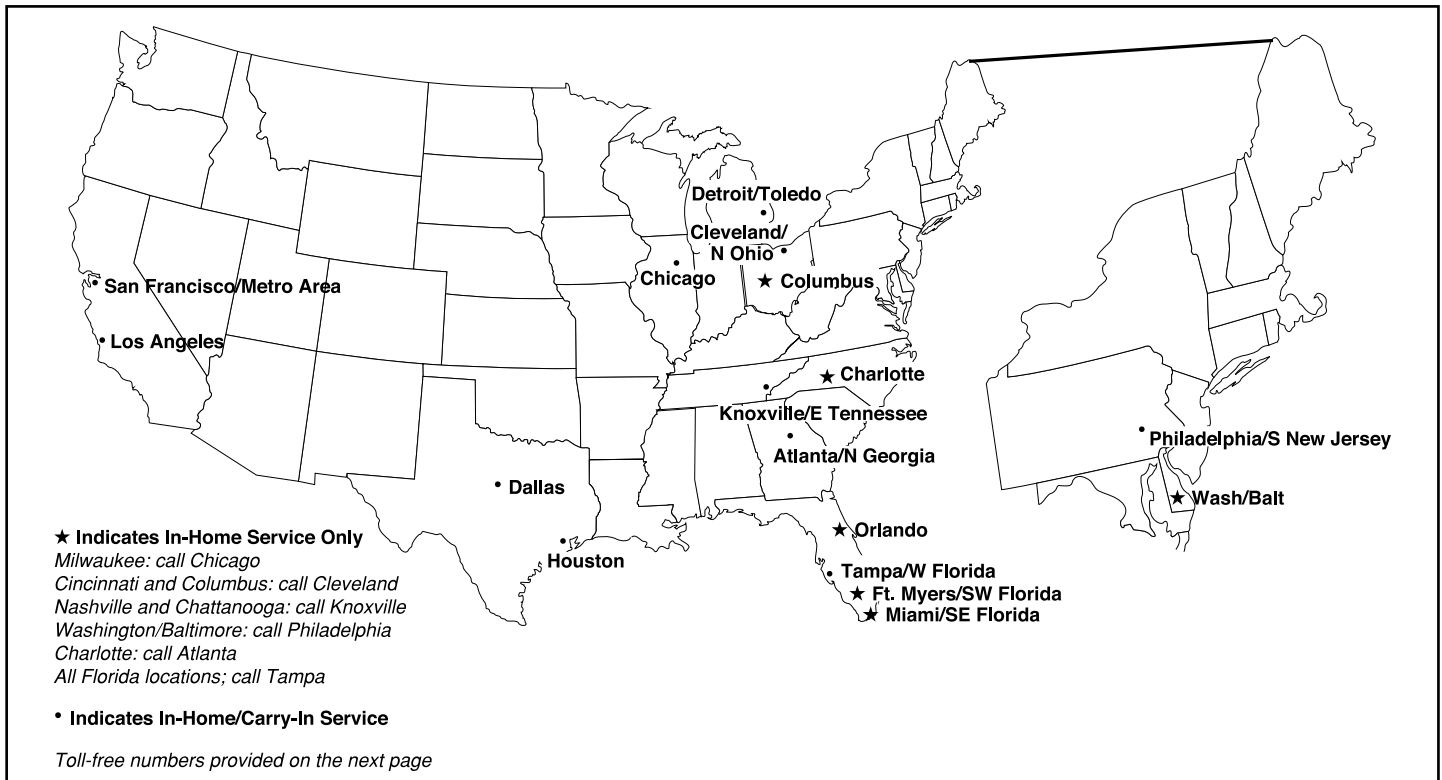 Detroit/Toledo
Cleveland/
N Ohio
Chicago
★ Columbus
San Francisco/Metro Area
Los Angeles
★ Charlotte
Knoxville/E Tennessee
Atlanta/N Georgia
Philadelphia/S New Jersey
★ Wash/Balt
Dallas
Houston
★ Orlando
Tampa/W Florida
★ Ft. Myers/SW Florida
★ Miami/SE Florida
★ Indicates In-Home Service Only
Milwaukee: call Chicago
Cincinnati and Columbus: call Cleveland
Nashville and Chattanooga: call Knoxville
Washington/Baltimore: call Philadelphia
Charlotte: call Atlanta
All Florida locations; call Tampa
• Indicates In-Home/Carry-In Service
Toll-free numbers provided on the next page